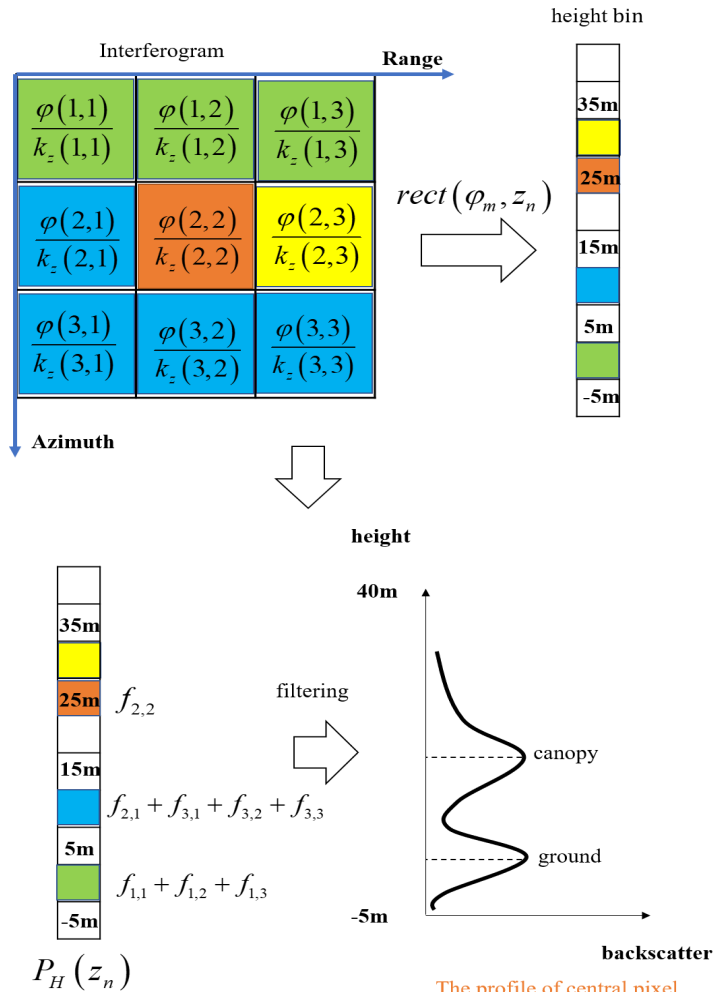 height bin
Interferogram
Range
φ(1,1) φ(1,2) φ(1,3)
k_z(1,1) k_z(1,2) k_z(1,3)
φ(2,1) φ(2,2) φ(2,3)
k_z(2,1) k_z(2,2) k_z(2,3)
φ(3,1) φ(3,2) φ(3,3)
k_z(3,1) k_z(3,2) k_z(3,3)
Azimuth
rect(φ_m, z_n)
35m
25m
15m
5m
-5m
35m
25m f_{2,2}
15m
f_{2,1} + f_{3,1} + f_{3,2} + f_{3,3}
5m
f_{1,1} + f_{1,2} + f_{1,3}
-5m
P_H(z_n)
filtering
height
40m
canopy
ground
-5m
backscatter
The profile of central pixel